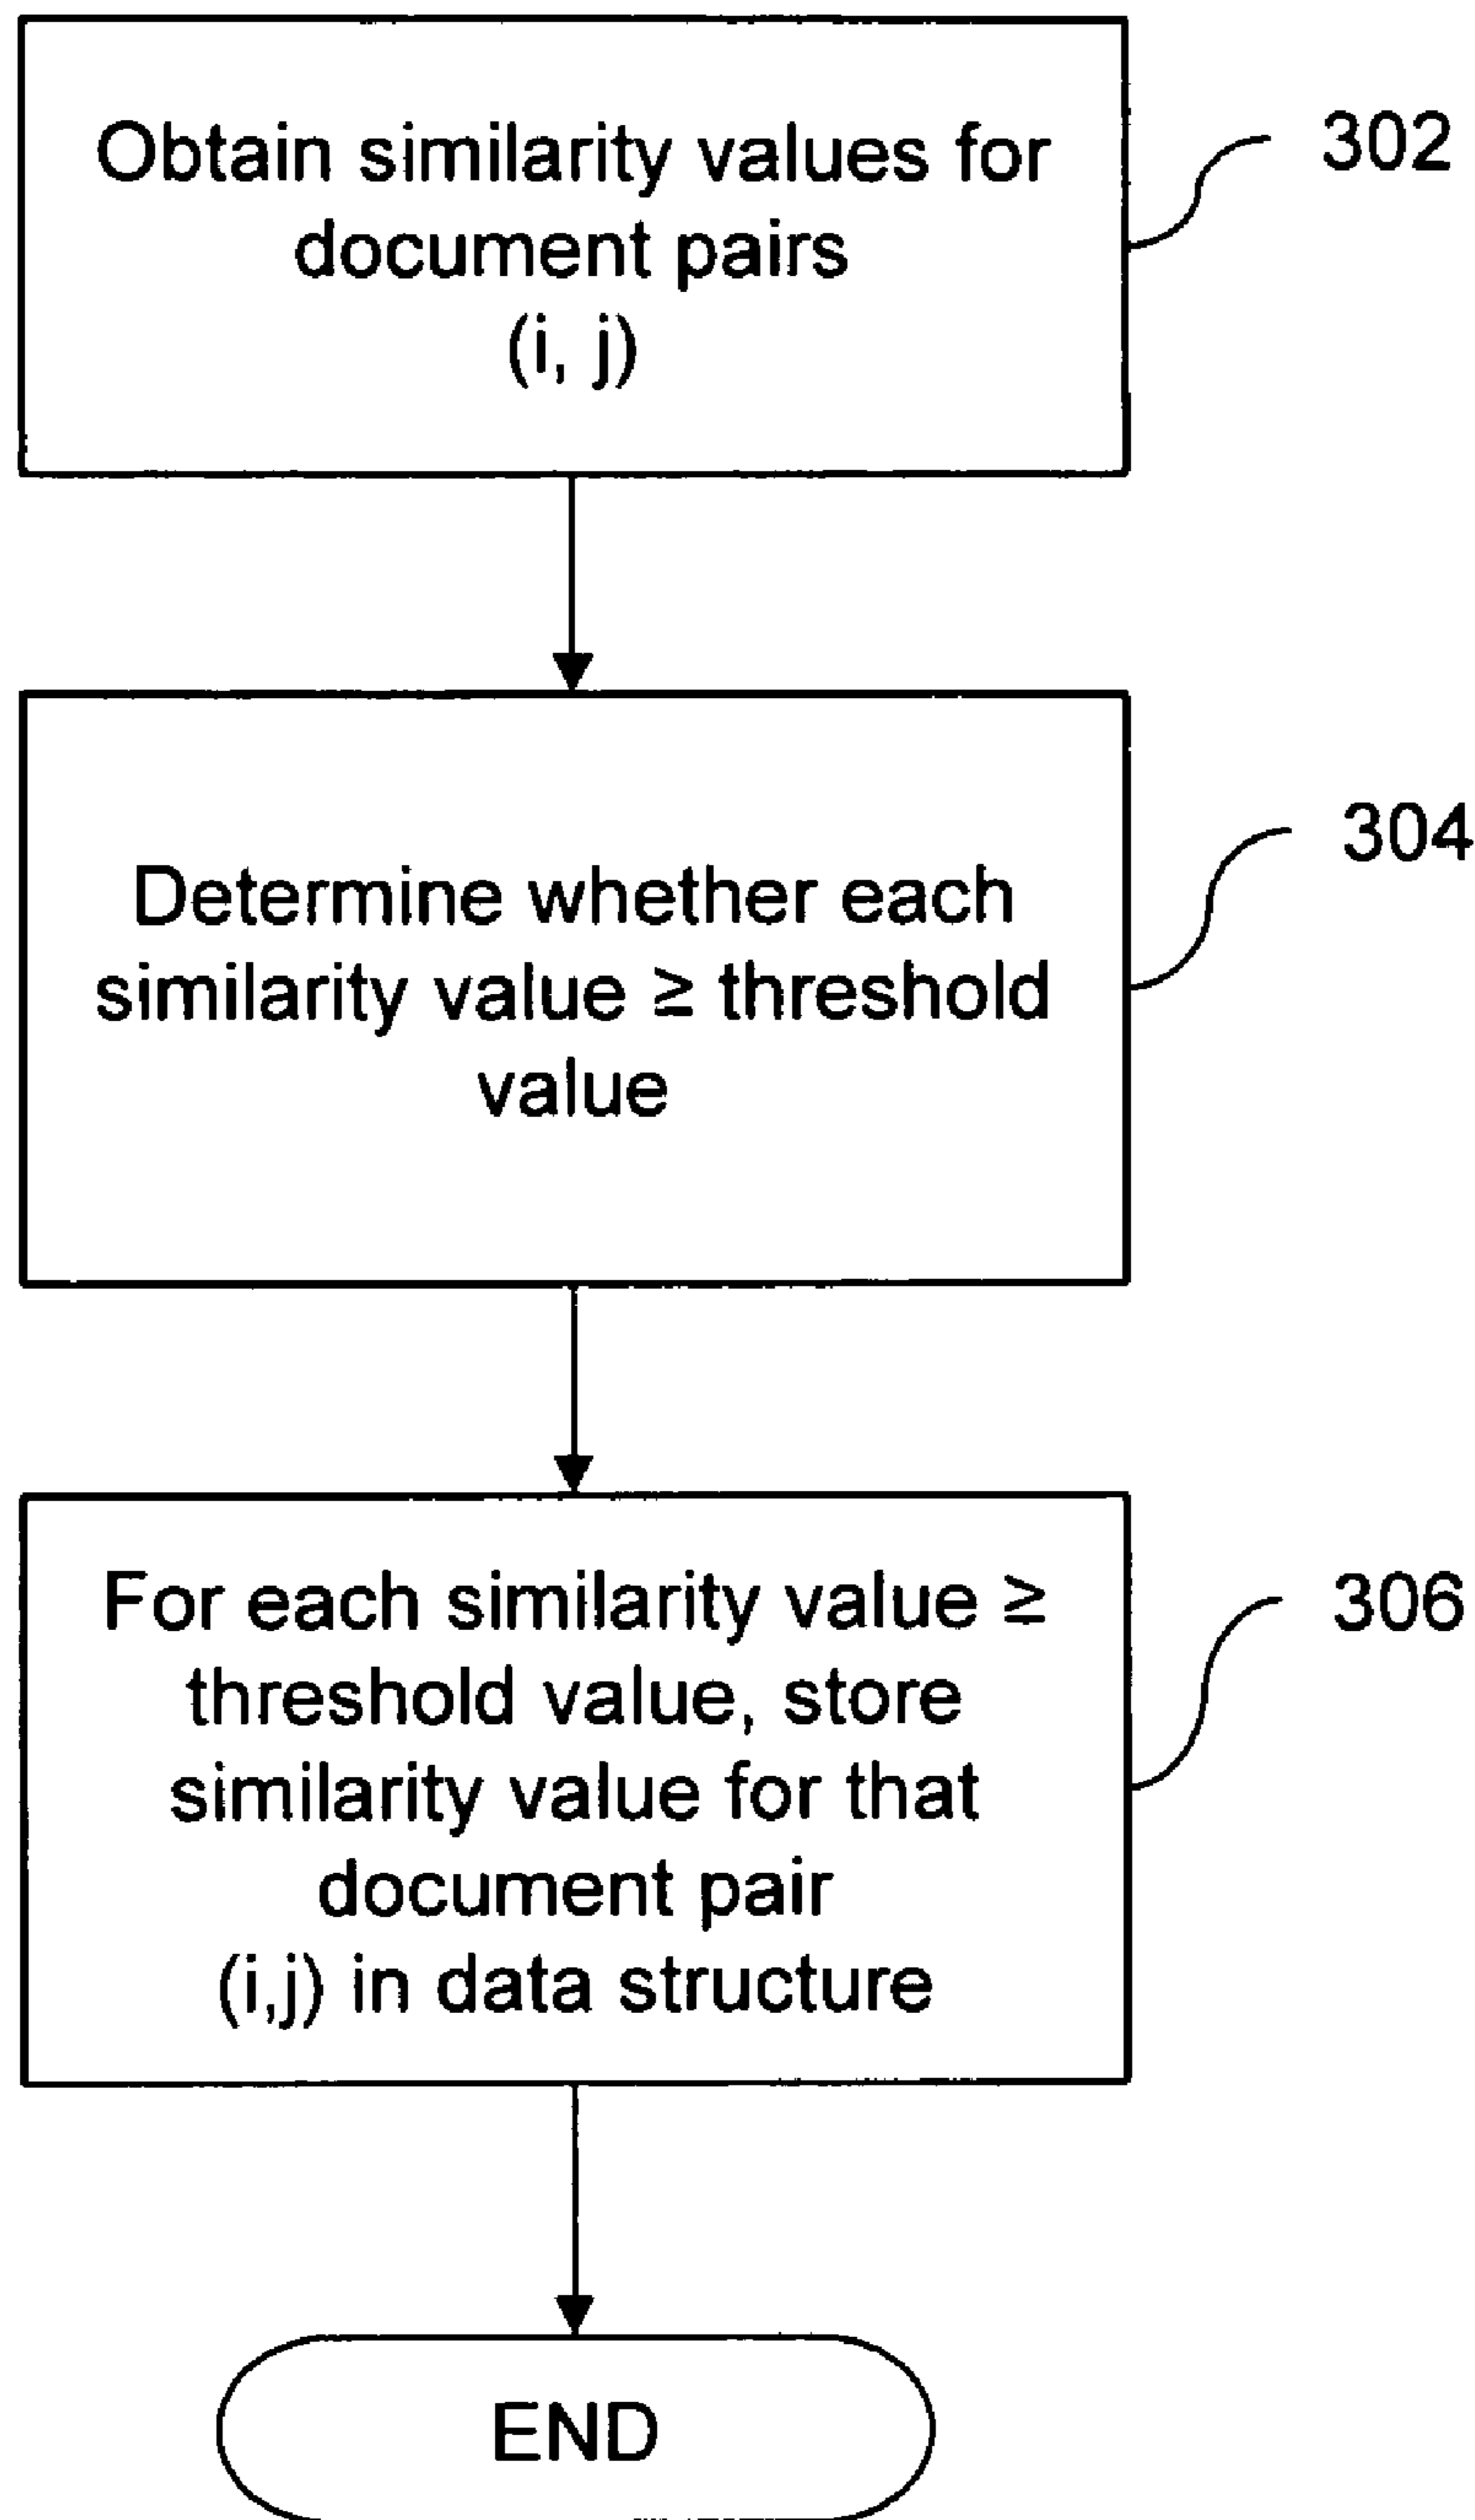 Obtain similarity values for
document pairs
(i, j)
302
Determine whether each
similarity value ≥ threshold
value
304
For each similarity value ≥
threshold value, store
similarity value for that
document pair
(i,j) in data structure
306
END